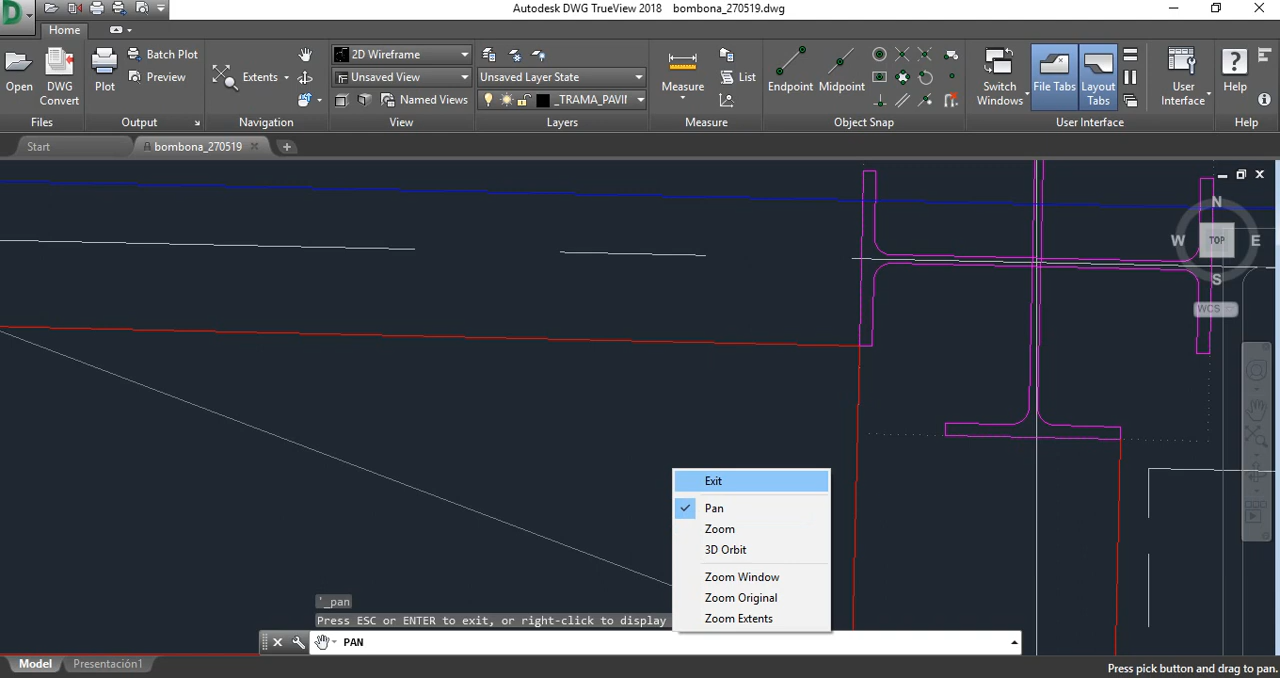 Autodesk DWG TrueView 2018 bombona_270519.dwg
Home
Open
DWG Convert
Files
Plot
Batch Plot
Preview
Output
Extents
Navigation
2D Wireframe
Unsaved View
Named Views
View
Unsaved Layer State
_TRAMA_PAVII
Layers
Measure
List
Measure
Endpoint
Midpoint
Object Snap
Switch Windows
File Tabs
Layout Tabs
User Interface
User Interface
Help
Help
Start
bombona_270519
N
W
TOP
E
S
WCS
Exit
Pan
Zoom
3D Orbit
Zoom Window
Zoom Original
Zoom Extents
'_pan
Press ESC or ENTER to exit, or right-click to display
PAN
Model
Presentación1
Press pick button and drag to pan.